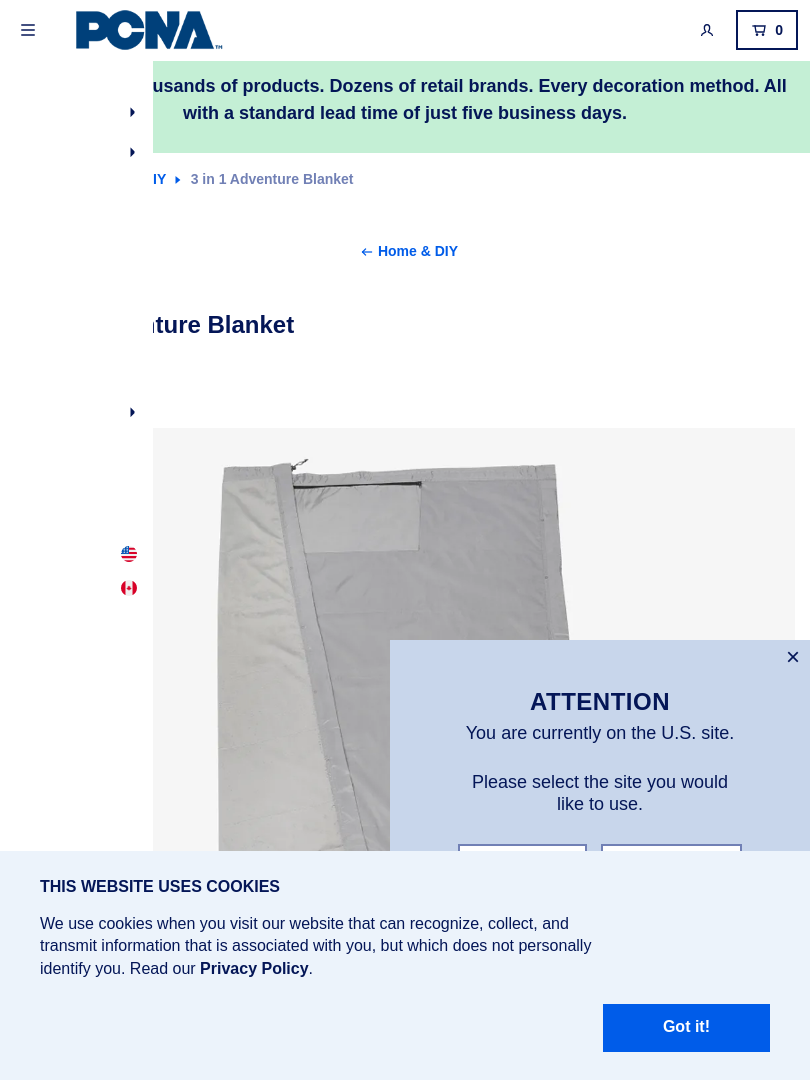 PCNA™
0
usands of products. Dozens of retail brands. Every decoration method. All
with a standard lead time of just five business days.
IY 3 in 1 Adventure Blanket
← Home & DIY
ture Blanket
×
ATTENTION
You are currently on the U.S. site.
Please select the site you would
like to use.
THIS WEBSITE USES COOKIES
We use cookies when you visit our website that can recognize, collect, and
transmit information that is associated with you, but which does not personally
identify you. Read our Privacy Policy.
Got it!